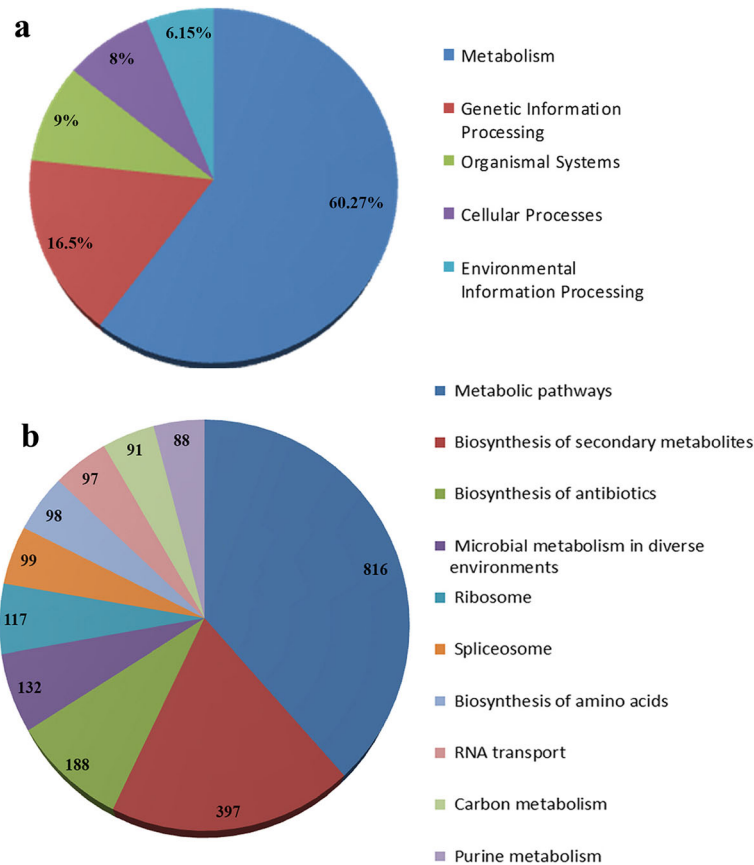 a
6.15%
8%
9%
16.5%
60.27%
Metabolism
Genetic Information
Processing
Organismal Systems
Cellular Processes
Environmental
Information Processing
b
88
91
97
98
99
117
132
188
397
816
Metabolic pathways
Biosynthesis of secondary metabolites
Biosynthesis of antibiotics
Microbial metabolism in diverse
environments
Ribosome
Spliceosome
Biosynthesis of amino acids
RNA transport
Carbon metabolism
Purine metabolism